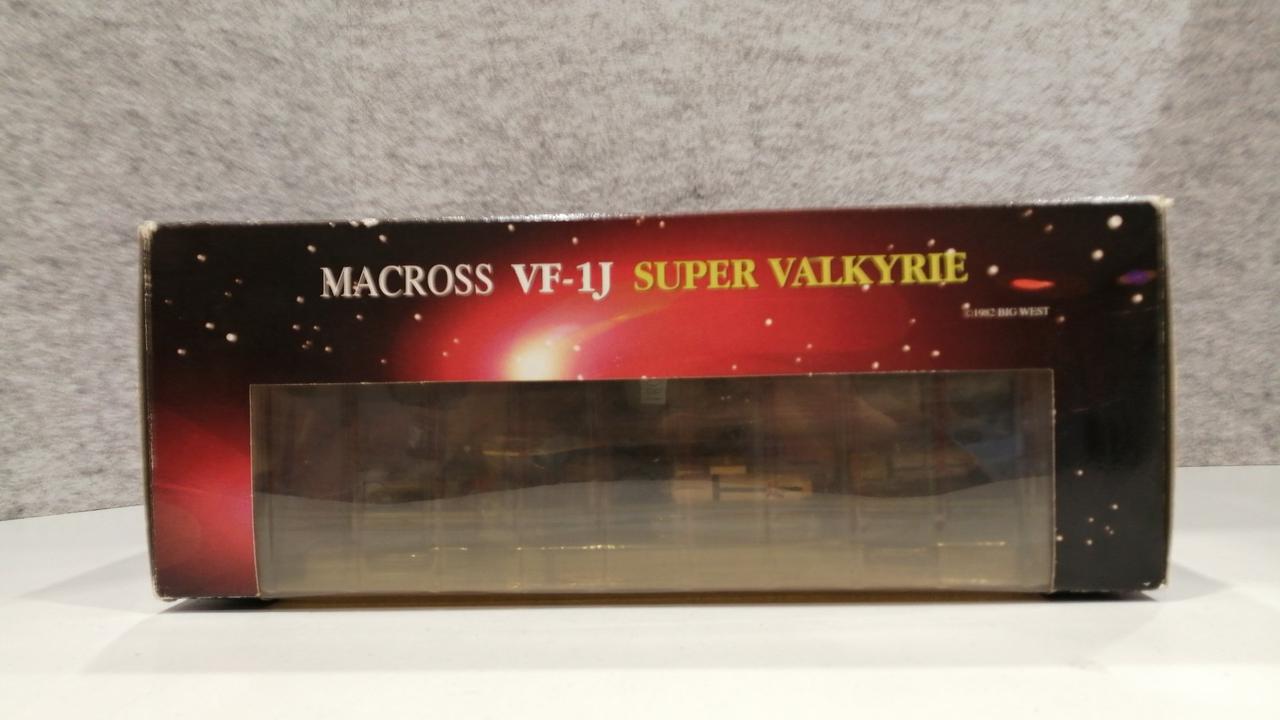 MACROSS VF-1J SUPER VALKYRIE
©1982 BIG WEST